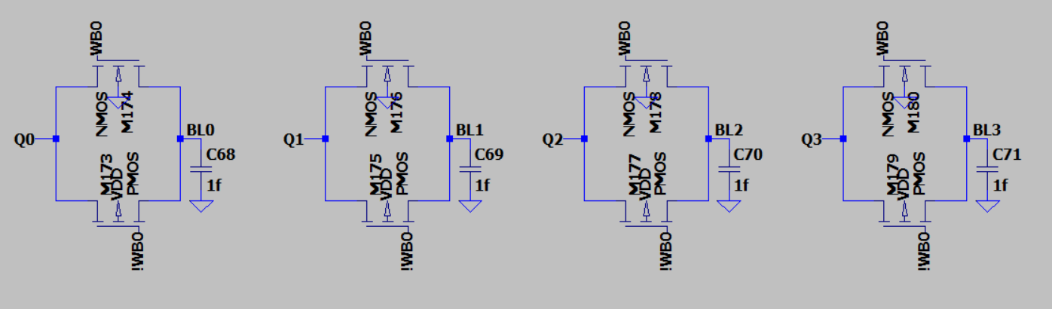 WB0
NMOS
M174
Q0
BL0
C68
1f
M173
VDD
PMOS
!WB0
WB0
NMOS
M176
Q1
BL1
C69
1f
M175
VDD
PMOS
!WB0
WB0
NMOS
M178
Q2
BL2
C70
1f
M177
VDD
PMOS
!WB0
WB0
NMOS
M180
Q3
BL3
C71
1f
M179
VDD
PMOS
!WB0